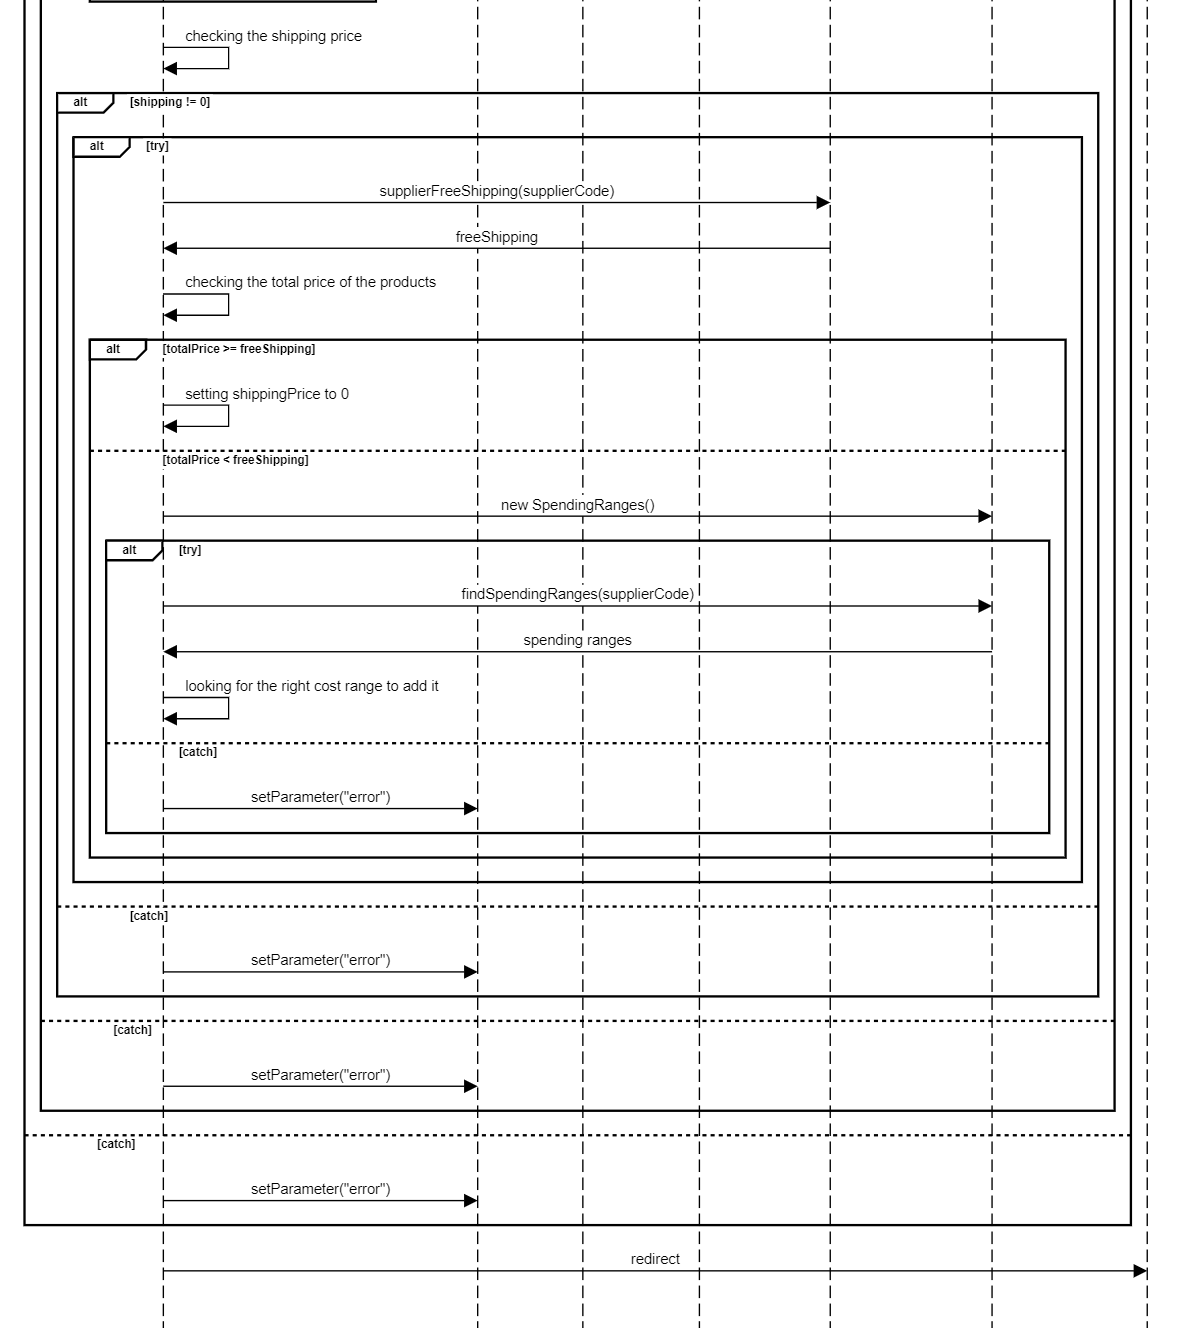 checking the shipping price
alt [shipping != 0]
alt [try]
supplierFreeShipping(supplierCode)
freeShipping
checking the total price of the products
alt [totalPrice >= freeShipping]
setting shippingPrice to 0
[totalPrice < freeShipping]
new SpendingRanges()
alt [try]
findSpendingRanges(supplierCode)
spending ranges
looking for the right cost range to add it
[catch]
setParameter("error")
[catch]
setParameter("error")
[catch]
setParameter("error")
[catch]
setParameter("error")
redirect